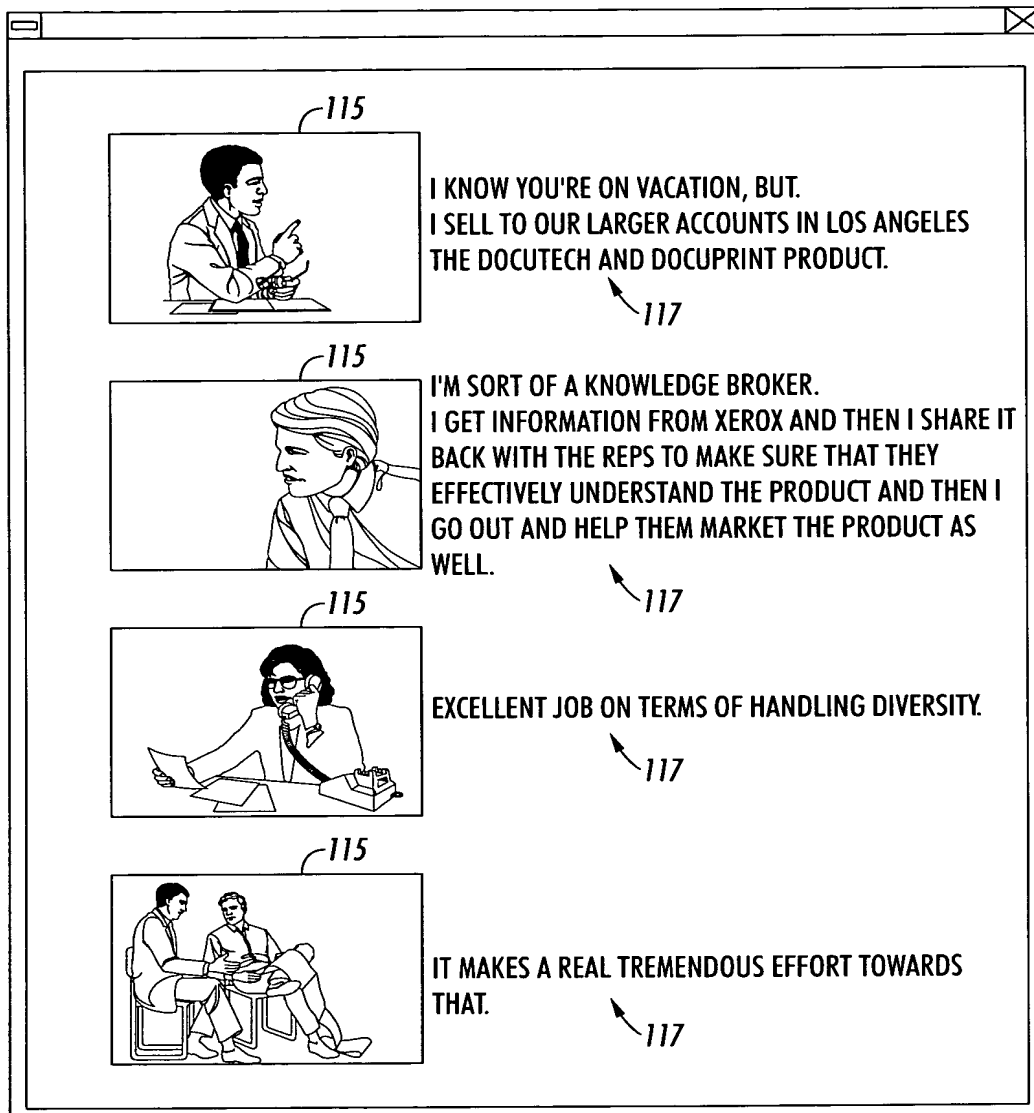 115
I KNOW YOU'RE ON VACATION, BUT.
I SELL TO OUR LARGER ACCOUNTS IN LOS ANGELES
THE DOCUTECH AND DOCUPRINT PRODUCT.
117
115
I'M SORT OF A KNOWLEDGE BROKER.
I GET INFORMATION FROM XEROX AND THEN I SHARE IT
BACK WITH THE REPS TO MAKE SURE THAT THEY
EFFECTIVELY UNDERSTAND THE PRODUCT AND THEN I
GO OUT AND HELP THEM MARKET THE PRODUCT AS
WELL.
117
115
EXCELLENT JOB ON TERMS OF HANDLING DIVERSITY.
117
115
IT MAKES A REAL TREMENDOUS EFFORT TOWARDS
THAT.
117